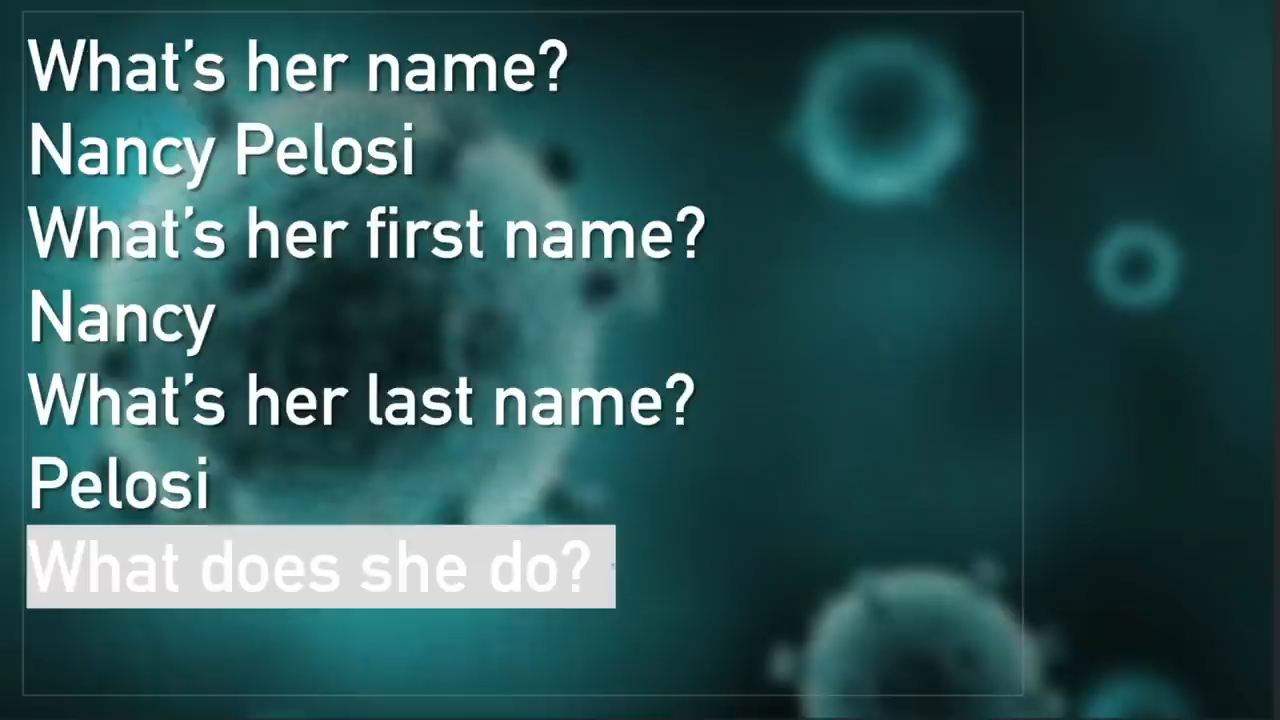 What’s her name?
Nancy Pelosi
What’s her first name?
Nancy
What’s her last name?
Pelosi
What does she do?